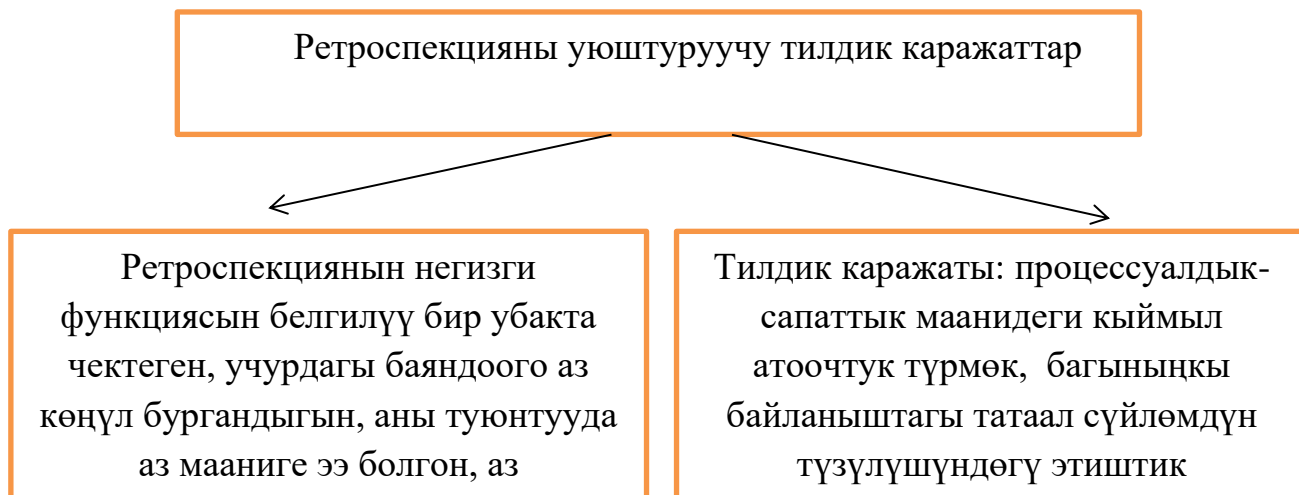 Ретроспекцияны уюштуруучу тилдик каражаттар
Ретроспекциянын негизги
функциясын белгилүү бир убакта
чектеген, учурдагы баяндоого аз
көңүл бургандыгын, аны туюнтууда
аз мааниге ээ болгон, аз
Тилдик каражаты: процессуалдык-
сапаттык маанидеги кыймыл
атоочтук түрмөк, багыныңкы
байланыштагы татаал сүйлөмдүн
түзүлүшүндөгү этиштик